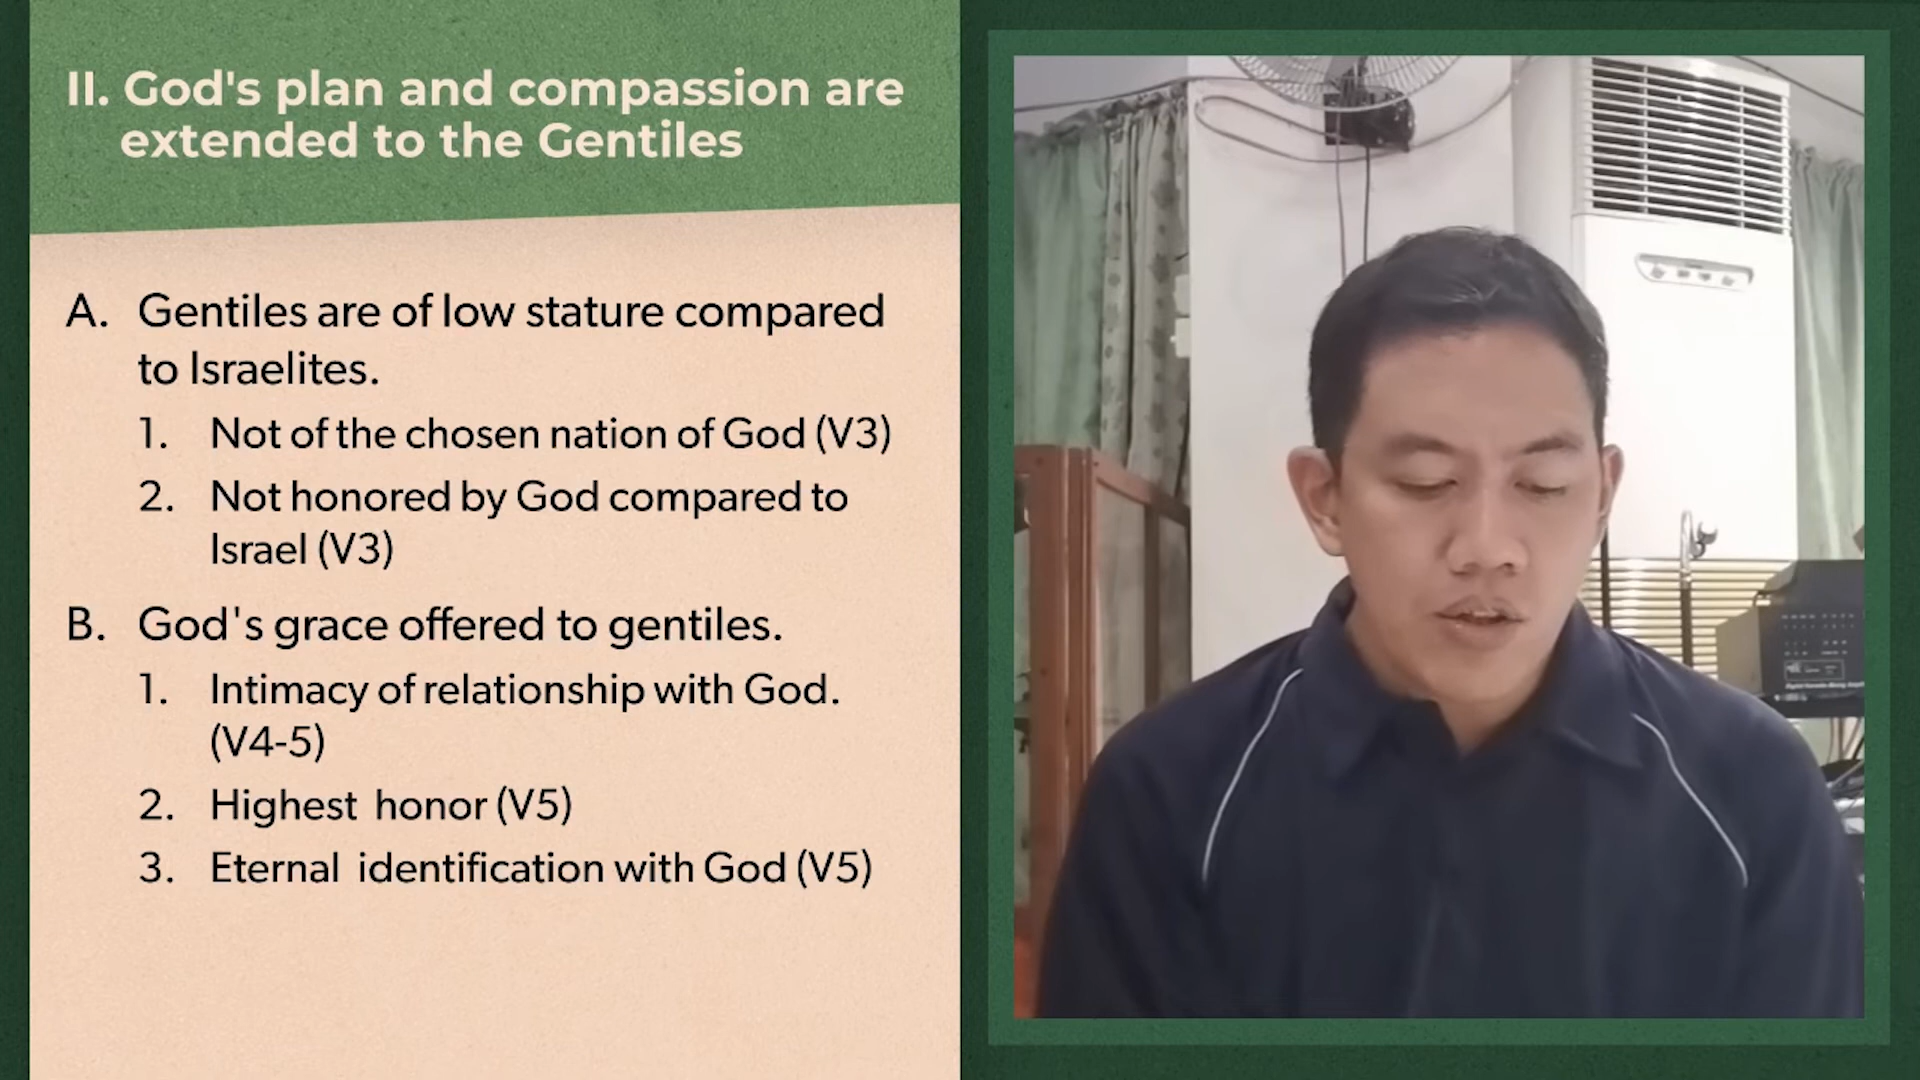 II. God's plan and compassion are
extended to the Gentiles
A. Gentiles are of low stature compared
to Israelites.
1. Not of the chosen nation of God (V3)
2. Not honored by God compared to
Israel (V3)
B. God's grace offered to gentiles.
1. Intimacy of relationship with God.
(V4-5)
2. Highest honor (V5)
3. Eternal identification with God (V5)